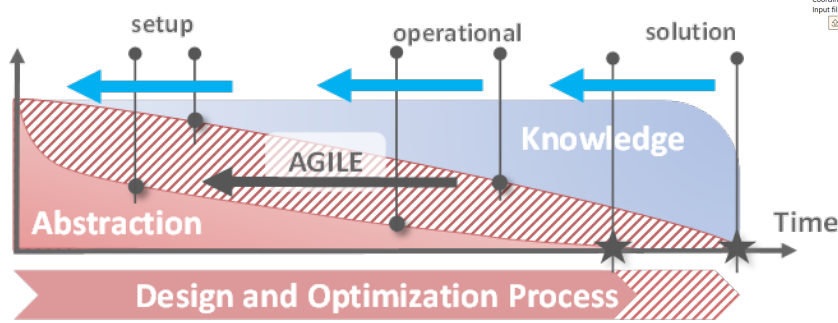 setup
operational
solution
Knowledge
AGILE
Abstraction
Time
Design and Optimization Process